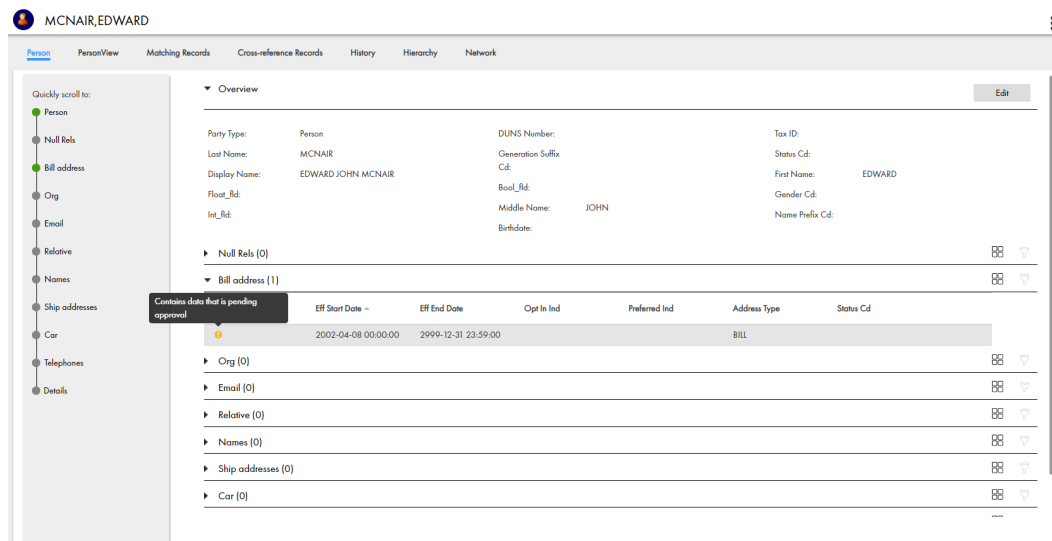 MCNAIR,EDWARD
Person PersonView Matching Records Cross-reference Records History Hierarchy Network
Quickly scroll to:
Person
Null Rels
Bill address
Org
Email
Relative
Names
Ship addresses
Car
Telephones
Details
Overview
Edit
Party Type: Person
Last Name: MCNAIR
Display Name: EDWARD JOHN MCNAIR
Float_fld:
Int_fld:
DUNS Number:
Generation Suffix
Cd:
Bool_fld:
Middle Name: JOHN
Birthdate:
Tax ID:
Status Cd:
First Name: EDWARD
Gender Cd:
Name Prefix Cd:
Null Rels (0)
Bill address (1)
Contains data that is pending
approval
Eff Start Date Eff End Date Opt In Ind Preferred Ind Address Type Status Cd
2002-04-08 00:00:00 2999-12-31 23:59:00 BILL
Org (0)
Email (0)
Relative (0)
Names (0)
Ship addresses (0)
Car (0)